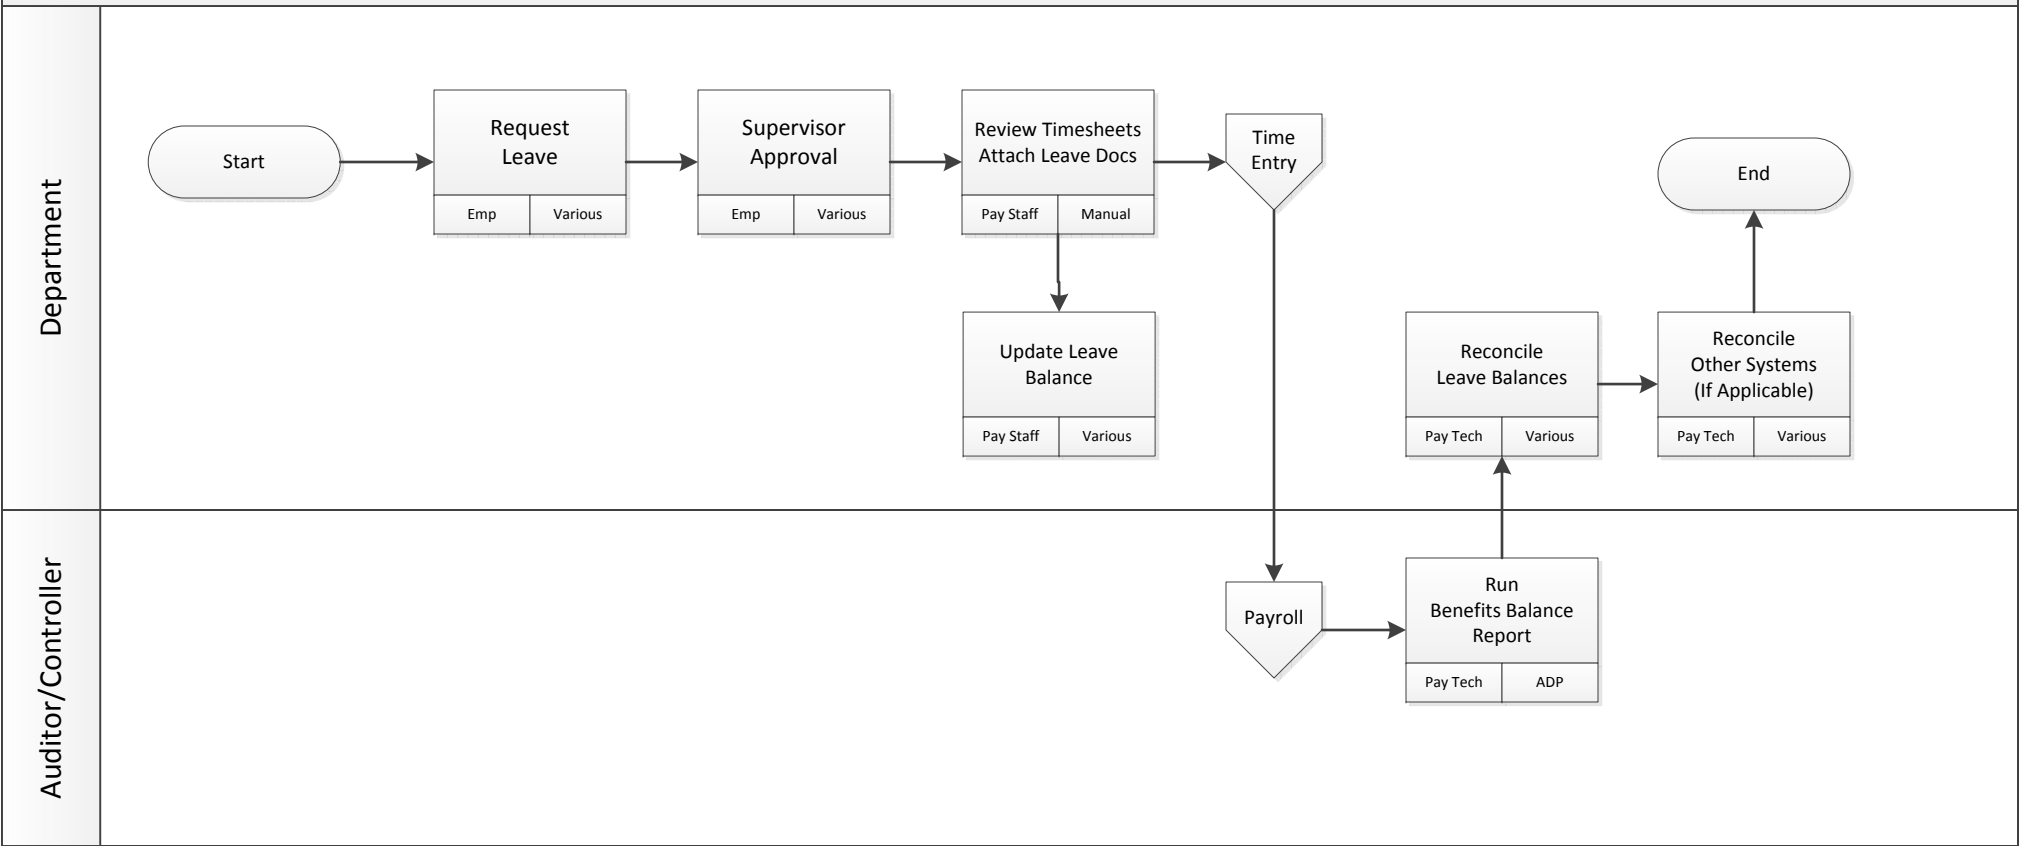 Department
Start
Request
Leave
Emp
Various
Supervisor
Approval
Emp
Various
Review Timesheets
Attach Leave Docs
Pay Staff
Manual
Time
Entry
Update Leave
Balance
Pay Staff
Various
Reconcile
Leave Balances
Pay Tech
Various
Reconcile
Other Systems
(If Applicable)
Pay Tech
Various
End
Auditor/Controller
Payroll
Run
Benefits Balance
Report
Pay Tech
ADP